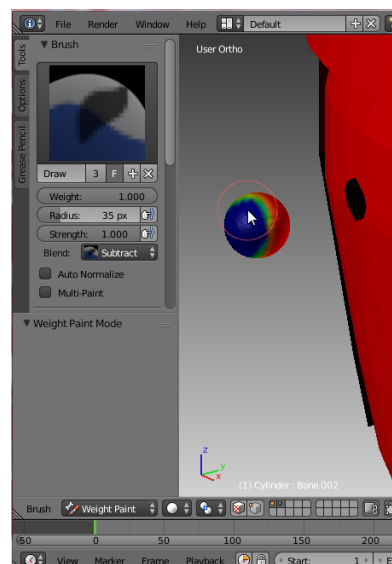 File Render Window Help Default
Tools
Options
Grease Pencil
Brush
Draw 3 F
Weight: 1.000
Radius: 35 px
Strength: 1.000
Blend: Subtract
Auto Normalize
Multi-Paint
Weight Paint Mode
User Ortho
z
y
x
(1) Cylinder : Bone.002
Brush Weight Paint
-50 0 50 100 150 200
View Marker Frame Playback Start: 1